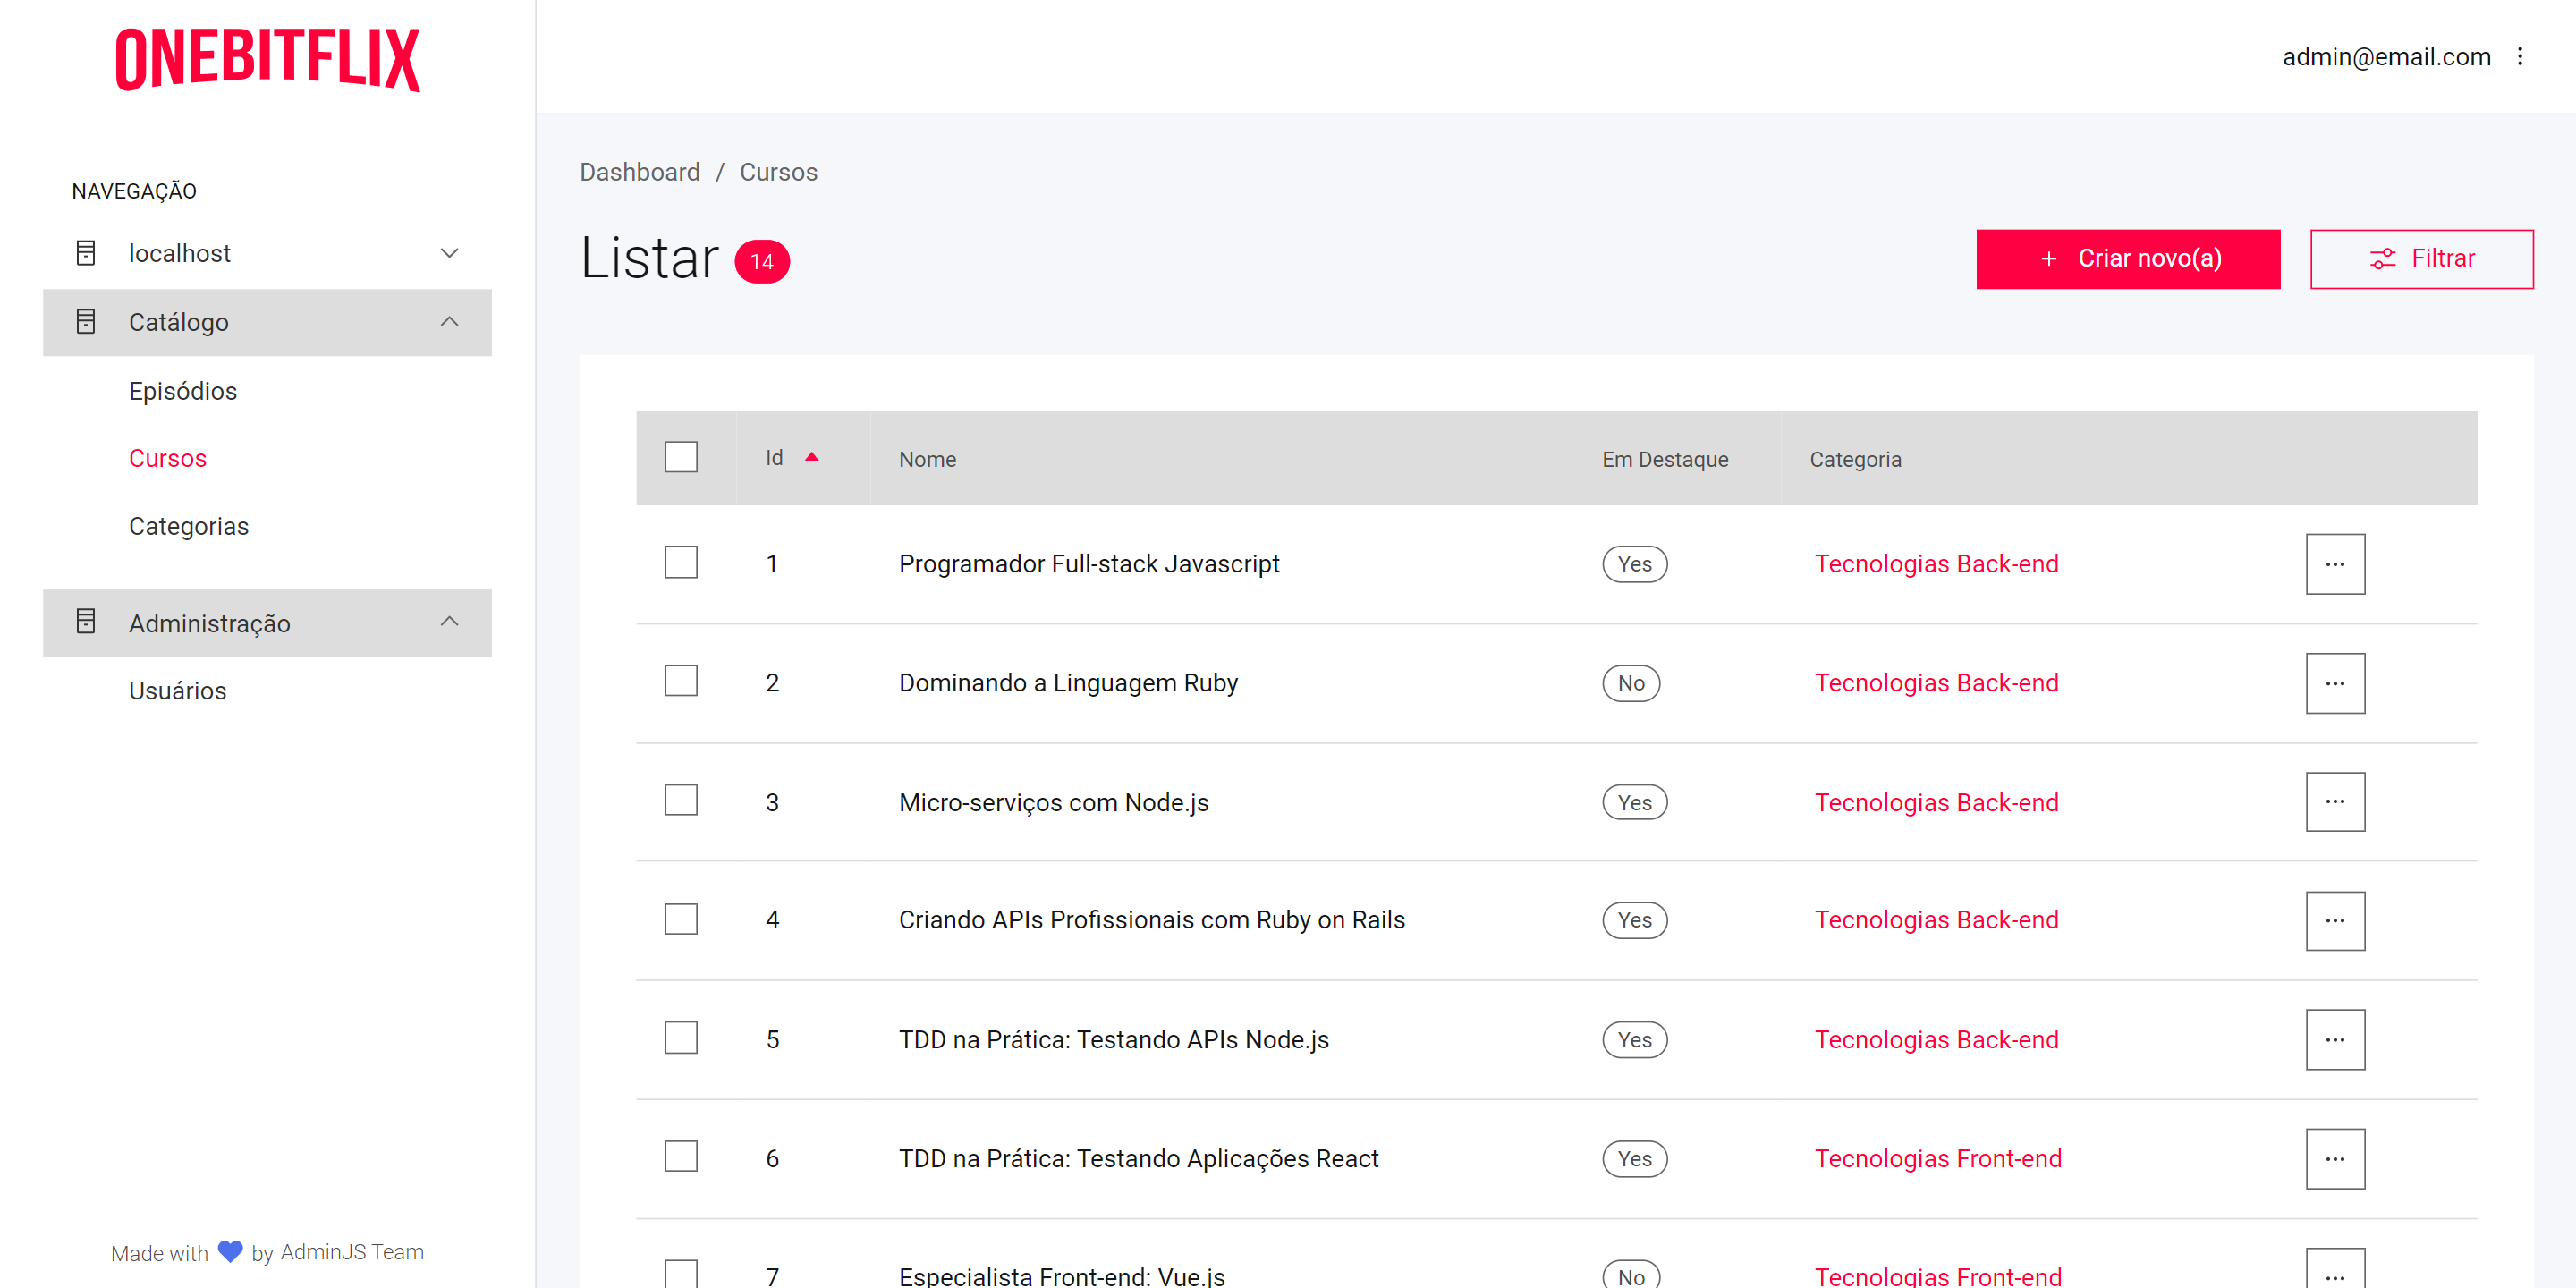 ONEBITFLIX
admin@email.com
NAVEGAÇÃO
localhost
Catálogo
Episódios
Cursos
Categorias
Administração
Usuários
Made with by AdminJS Team
Dashboard / Cursos
Listar 14
+ Criar novo(a)
Filtrar
Id Nome Em Destaque Categoria
1 Programador Full-stack Javascript Yes Tecnologias Back-end
2 Dominando a Linguagem Ruby No Tecnologias Back-end
3 Micro-serviços com Node.js Yes Tecnologias Back-end
4 Criando APIs Profissionais com Ruby on Rails Yes Tecnologias Back-end
5 TDD na Prática: Testando APIs Node.js Yes Tecnologias Back-end
6 TDD na Prática: Testando Aplicações React Yes Tecnologias Front-end
7 Especialista Front-end: Vue.js No Tecnologias Front-end